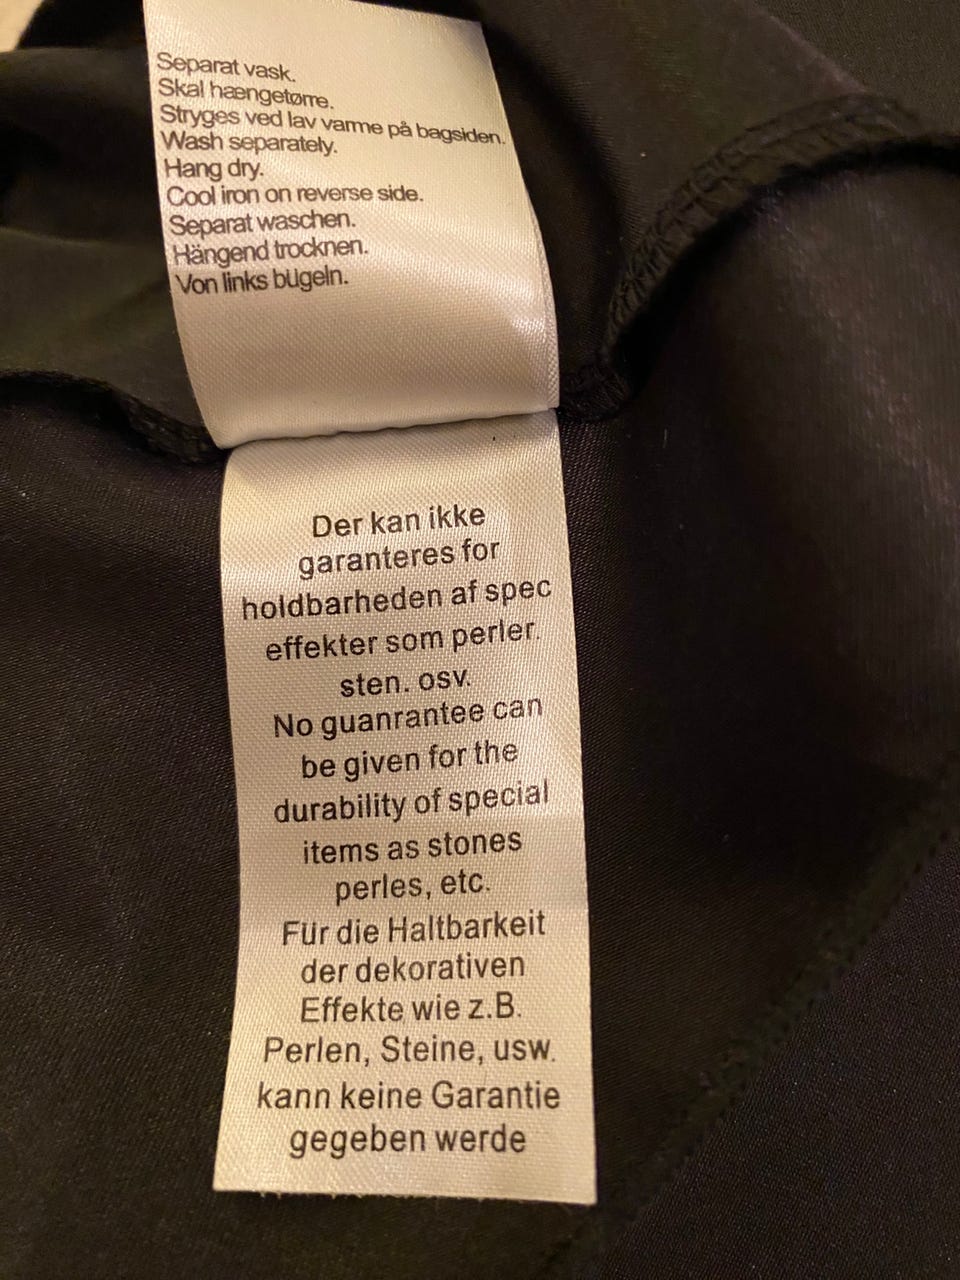 Separat vask.
Skal hængetørre.
Stryges ved lav varme på bagsiden.
Wash separately.
Hang dry.
Cool iron on reverse side.
Separat waschen.
Hängend trocknen.
Von links bügeln.
Der kan ikke
garanteres for
holdbarheden af spec
effekter som perler.
sten. osv.
No guanrantee can
be given for the
durability of special
items as stones
perles, etc.
Für die Haltbarkeit
der dekorativen
Effekte wie z.B.
Perlen, Steine, usw.
kann keine Garantie
gegeben werde